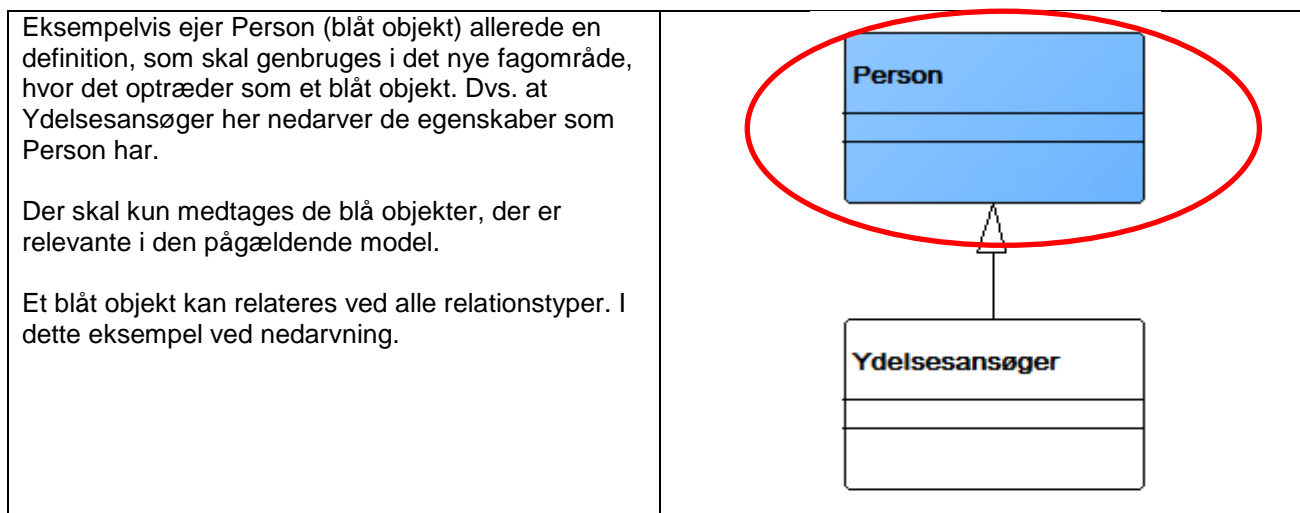 Eksempelvis ejer Person (blåt objekt) allerede en
definition, som skal genbruges i det nye fagområde,
hvor det optræder som et blåt objekt. Dvs. at
Ydelsesansøger her nedarver de egenskaber som
Person har.
Der skal kun medtages de blå objekter, der er
relevante i den pågældende model.
Et blåt objekt kan relateres ved alle relationstyper. I
dette eksempel ved nedarvning.
Person
Ydelsesansøger